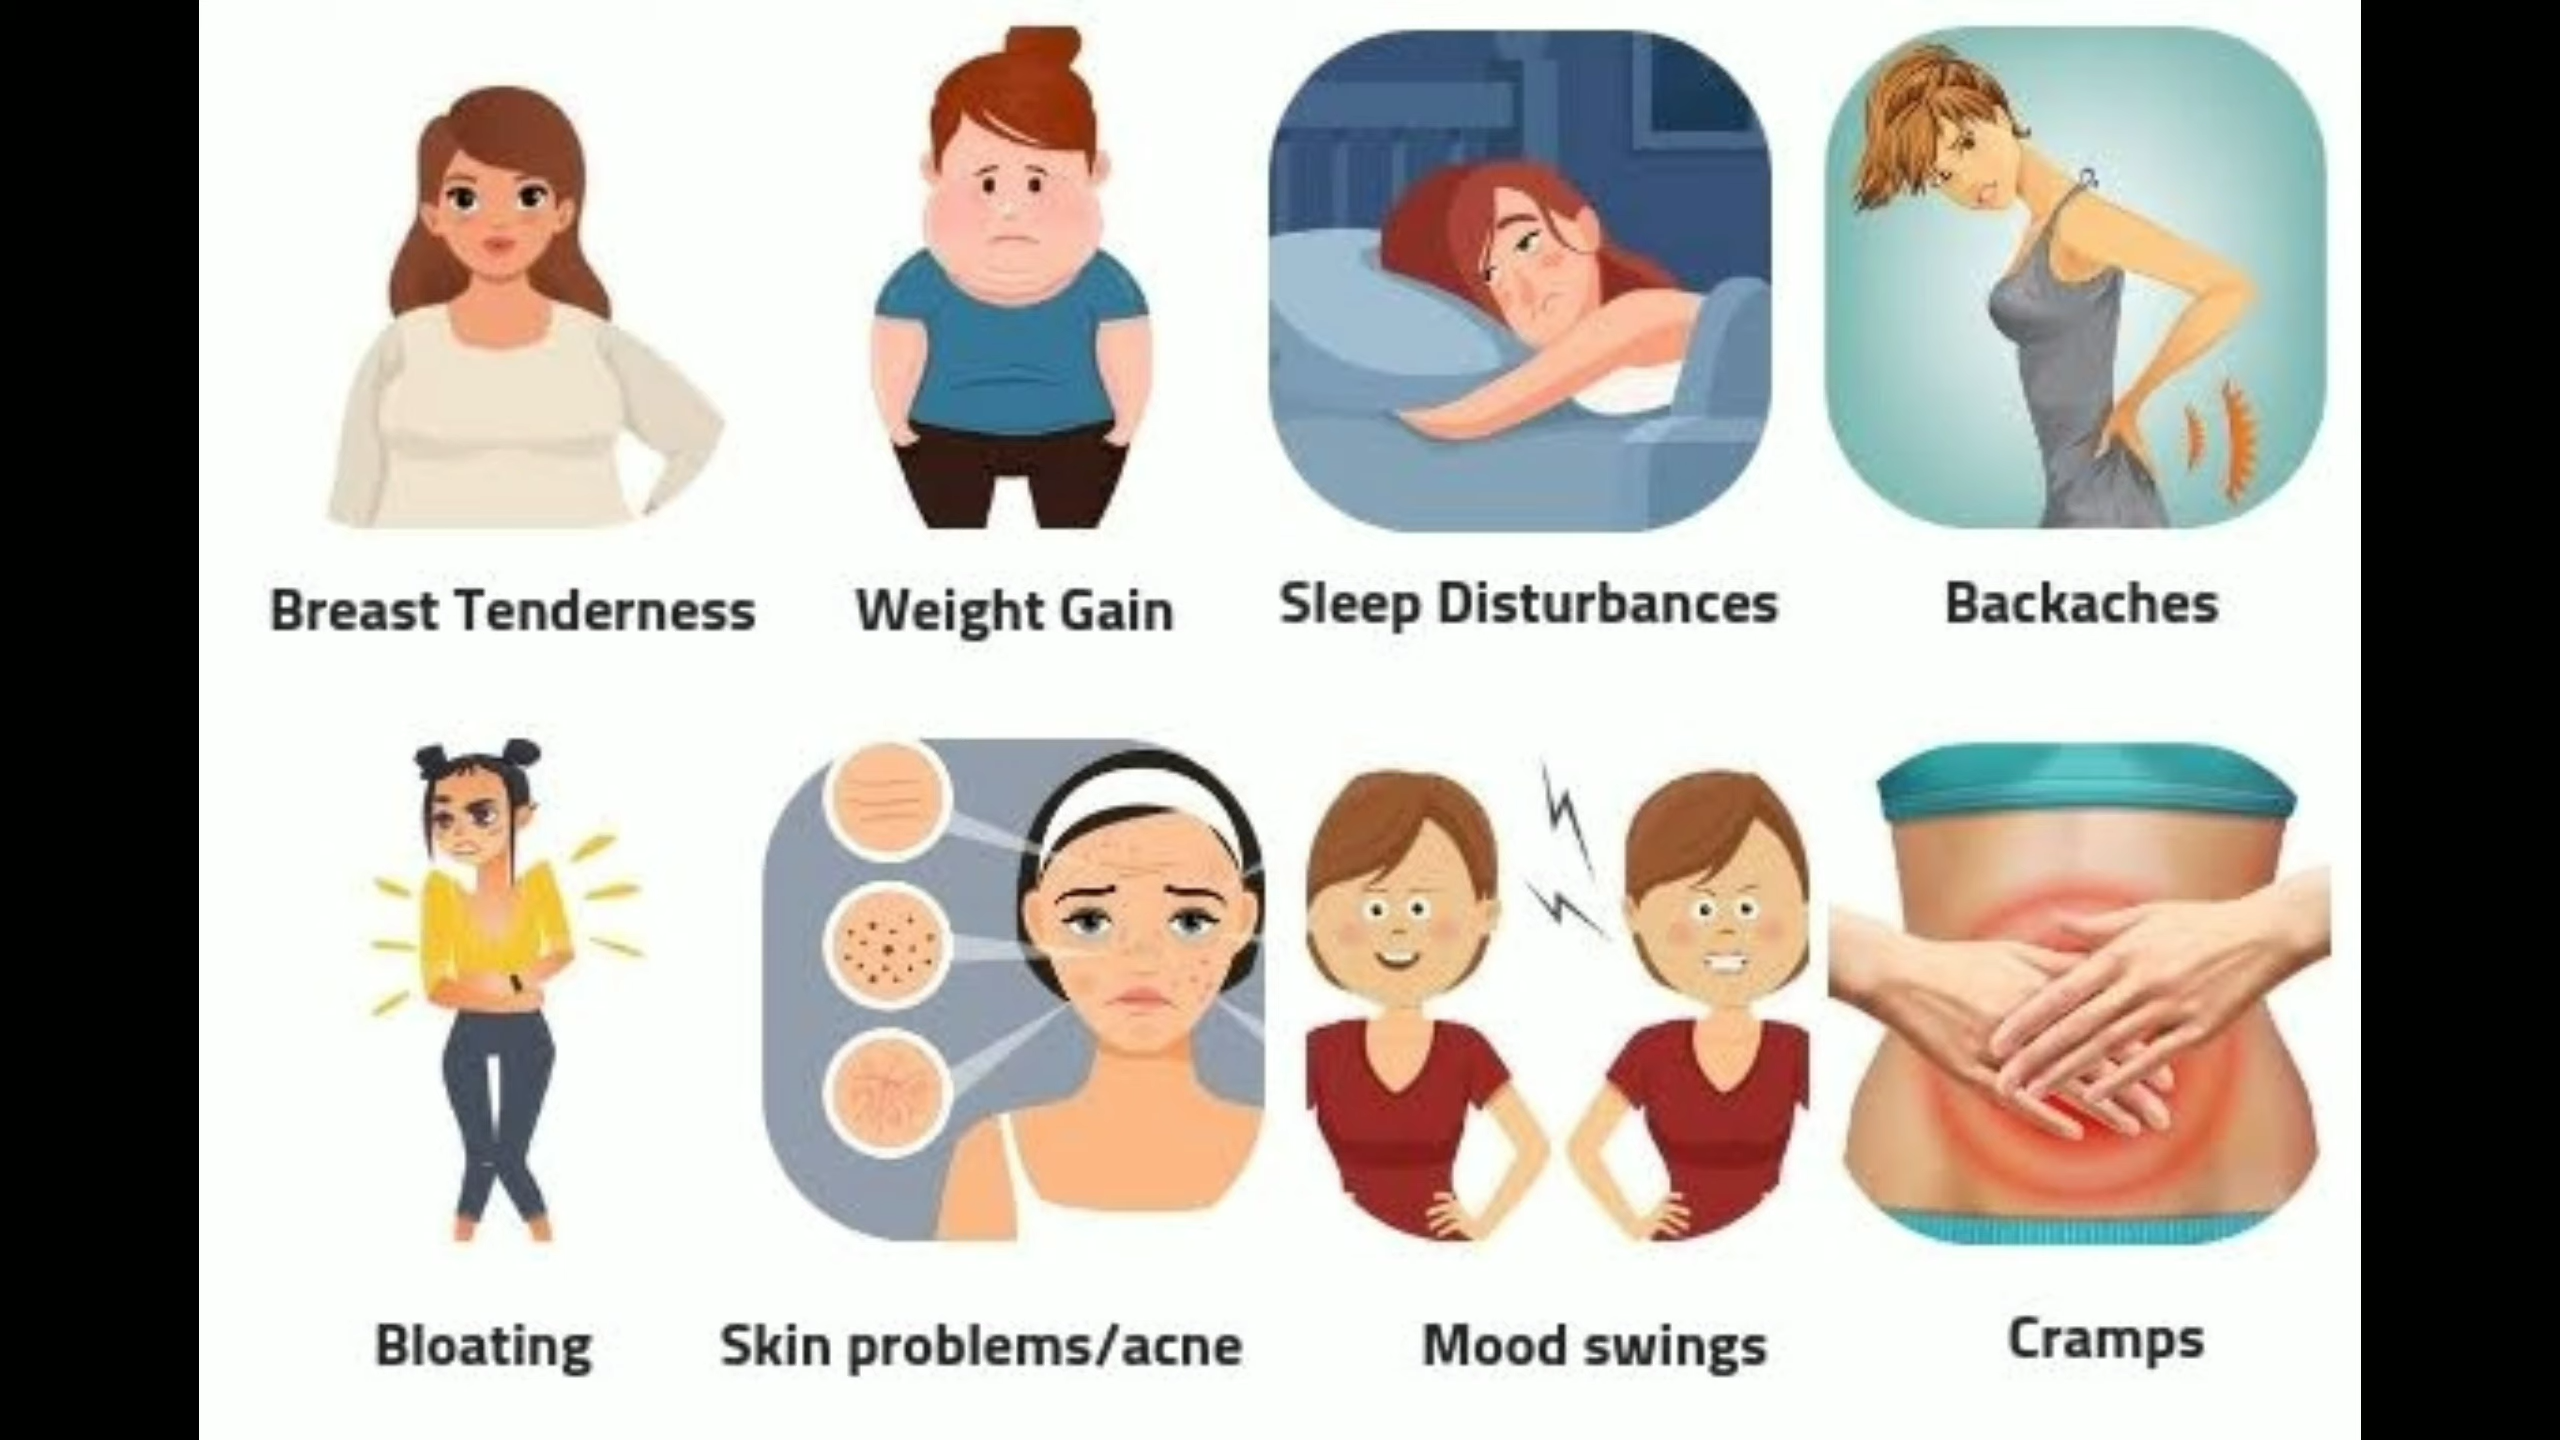 Breast Tenderness
Weight Gain
Sleep Disturbances
Backaches
Bloating
Skin problems/acne
Mood swings
Cramps